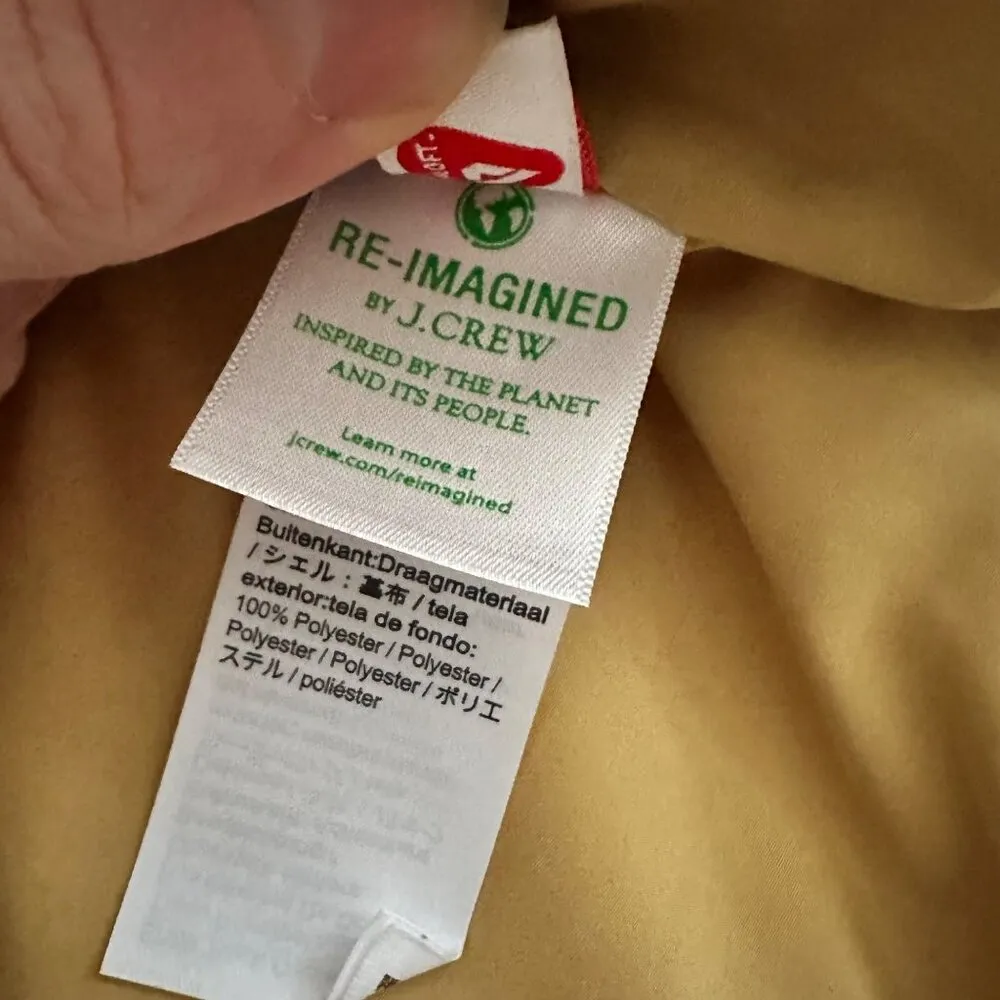 OFT.
RE-IMAGINED
BY J.CREW
INSPIRED BY THE PLANET
AND ITS PEOPLE.
Learn more at
jcrew.com/reimagined
Buitenkant:Draagmateriaal
/ シェル : 基布 / tela
exterior:tela de fondo:
100% Polyester / Polyester /
Polyester / Polyester / ポリエ
ステル / poliéster